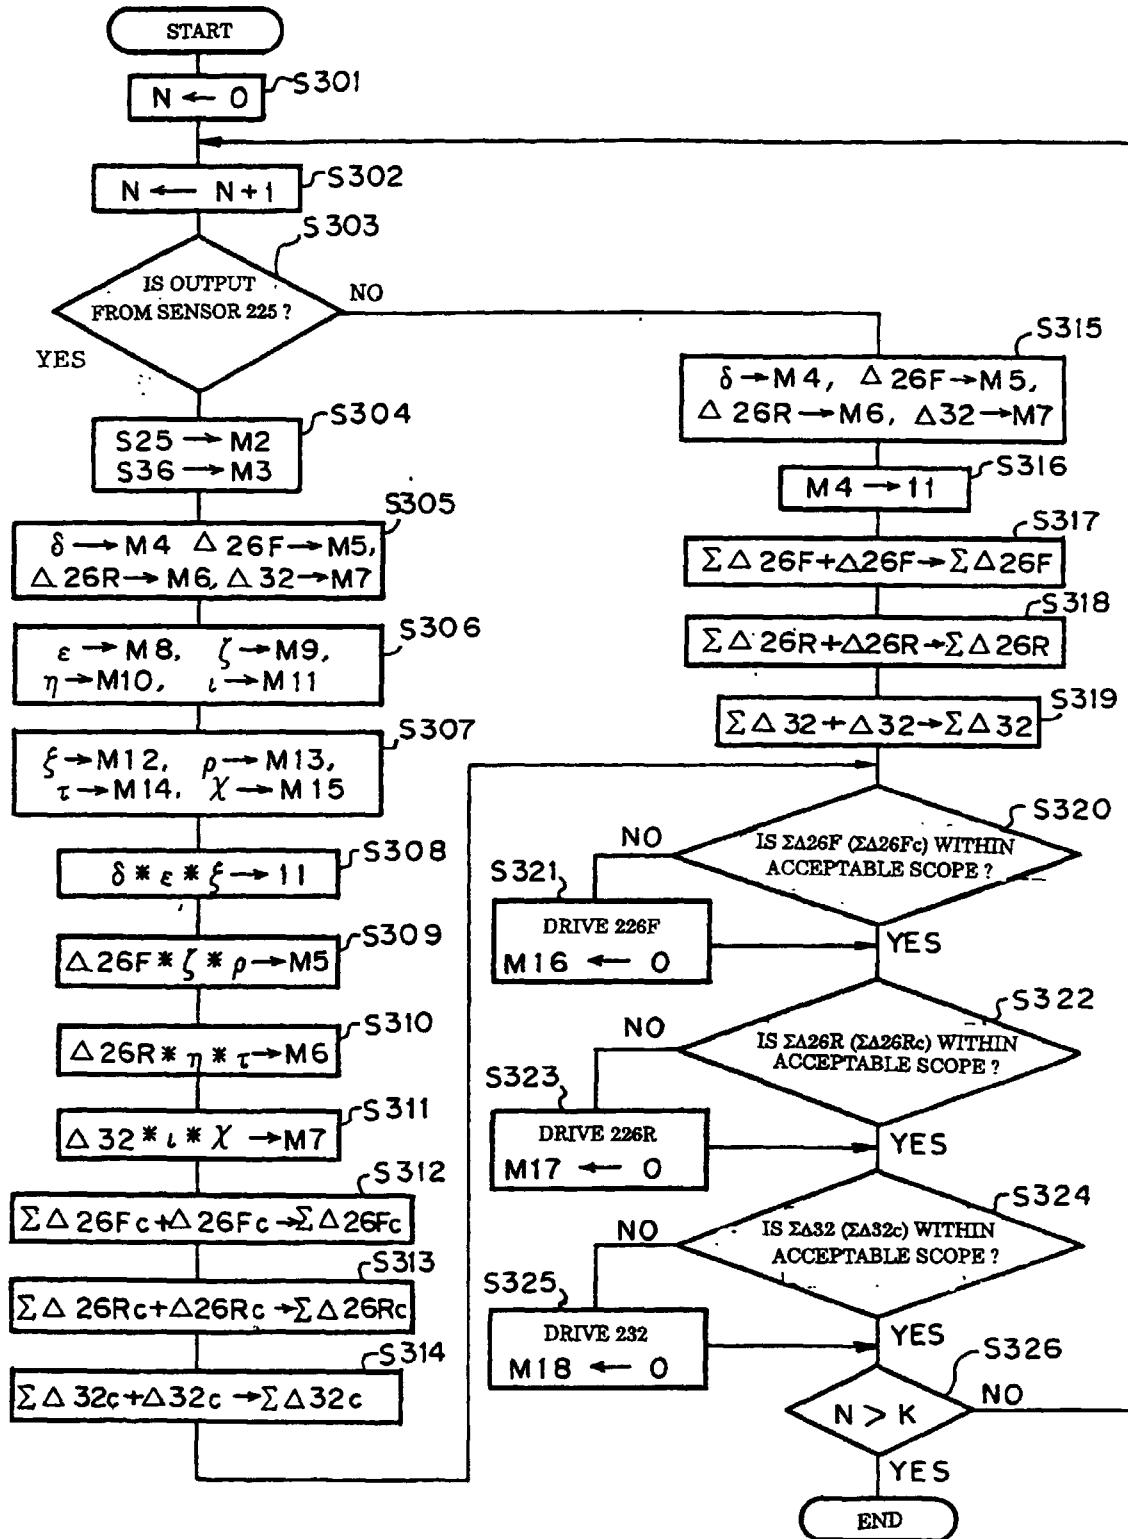 START
S301
N ← 0
S302
N ← N+1
S303
IS OUTPUT
FROM SENSOR 225 ?
NO
YES
S304
S25 → M2
S36 → M3
S305
δ → M4 △26F → M5,
△26R → M6, △32 → M7
S306
ε → M8, ζ → M9,
η → M10, ι → M11
S307
ξ → M12, ρ → M13,
τ → M14, χ → M15
S308
δ * ε * ξ → 11
S309
△26F * ζ * ρ → M5
S310
△26R * η * τ → M6
S311
△32 * ι * χ → M7
S312
Σ△26Fc + △26Fc → Σ△26Fc
S313
Σ△26Rc + △26Rc → Σ△26Rc
S314
Σ△32c + △32c → Σ△32c
S315
δ → M4, △26F → M5,
△26R → M6, △32 → M7
S316
M4 → 11
S317
Σ△26F + △26F → Σ△26F
S318
Σ△26R + △26R → Σ△26R
S319
Σ△32 + △32 → Σ△32
S320
IS ΣΔ26F (ΣΔ26Fc) WITHIN
ACCEPTABLE SCOPE ?
NO
YES
S321
DRIVE 226F
M16 ← 0
S322
IS ΣΔ26R (ΣΔ26Rc) WITHIN
ACCEPTABLE SCOPE ?
NO
YES
S323
DRIVE 226R
M17 ← 0
S324
IS ΣΔ32 (ΣΔ32c) WITHIN
ACCEPTABLE SCOPE ?
NO
YES
S325
DRIVE 232
M18 ← 0
S326
N > K
NO
YES
END